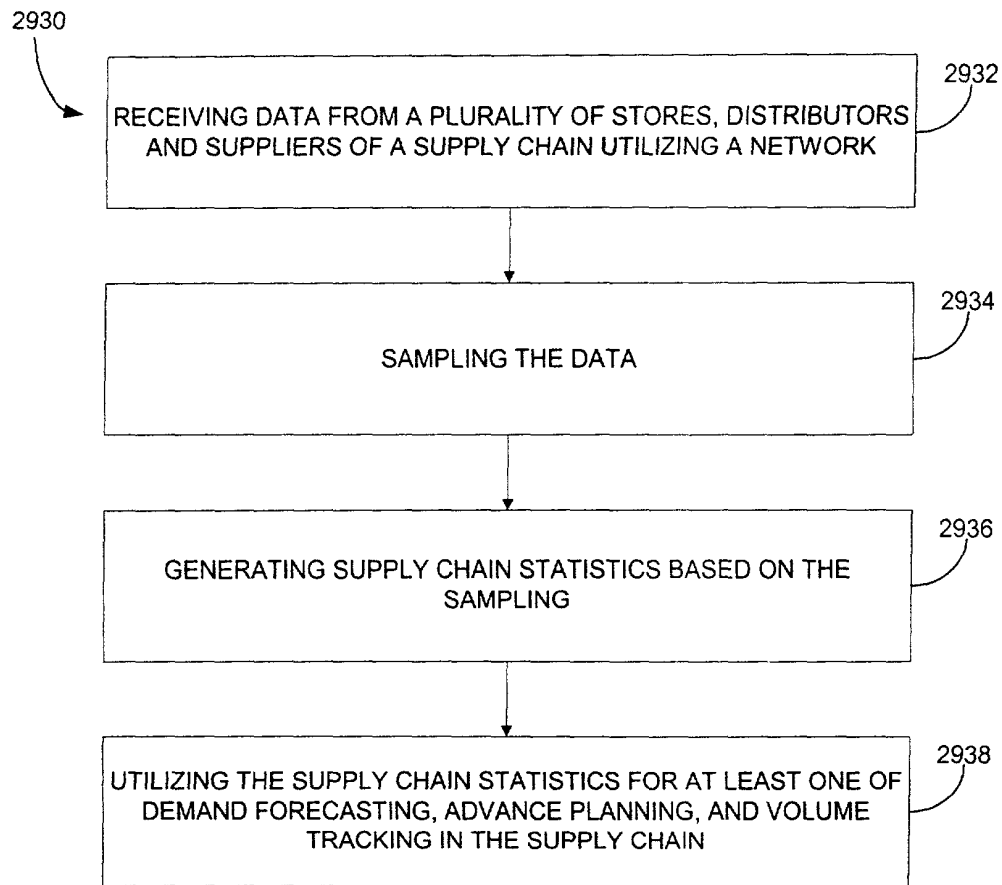 2930
2932
RECEIVING DATA FROM A PLURALITY OF STORES, DISTRIBUTORS
AND SUPPLIERS OF A SUPPLY CHAIN UTILIZING A NETWORK
2934
SAMPLING THE DATA
2936
GENERATING SUPPLY CHAIN STATISTICS BASED ON THE
SAMPLING
2938
UTILIZING THE SUPPLY CHAIN STATISTICS FOR AT LEAST ONE OF
DEMAND FORECASTING, ADVANCE PLANNING, AND VOLUME
TRACKING IN THE SUPPLY CHAIN